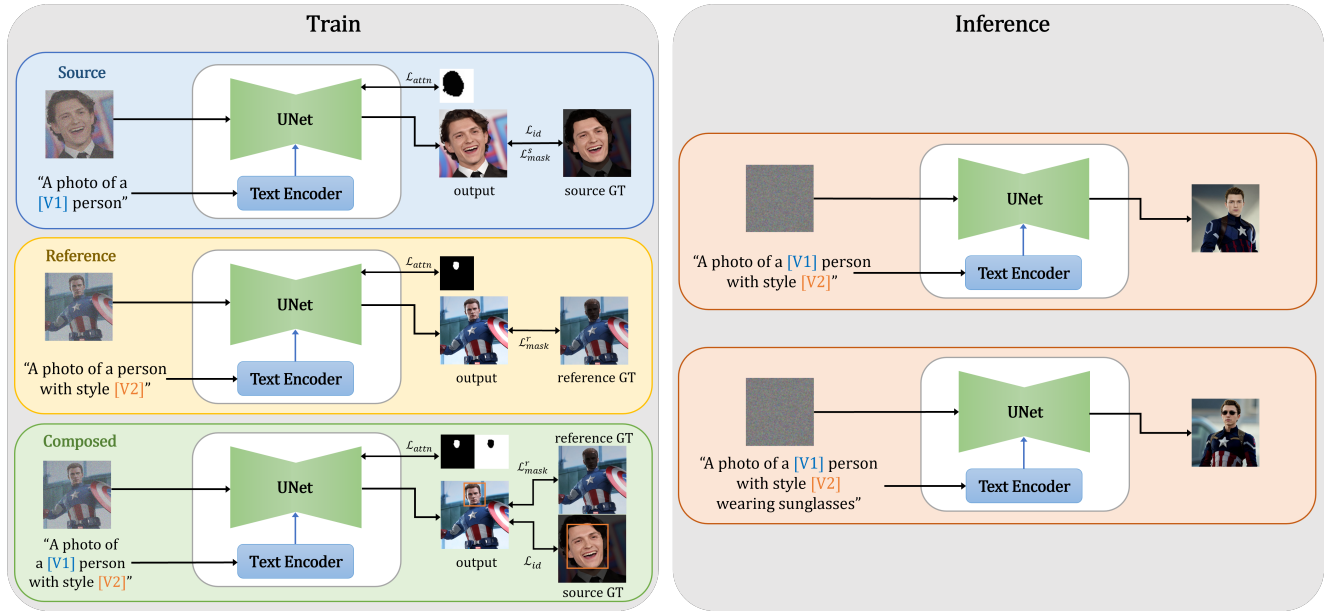 Train
Source
UNet
Text Encoder
“A photo of a
[V1] person”
ℒattn
output
ℒid
ℒˢmask
source GT
Reference
UNet
Text Encoder
“A photo of a person
with style [V2]”
ℒattn
output
ℒʳmask
reference GT
Composed
UNet
Text Encoder
“A photo of
a [V1] person
with style [V2]”
ℒattn
reference GT
ℒʳmask
output
ℒid
source GT
Inference
UNet
Text Encoder
“A photo of a [V1] person
with style [V2]”
UNet
Text Encoder
“A photo of a [V1] person
with style [V2]
wearing sunglasses”